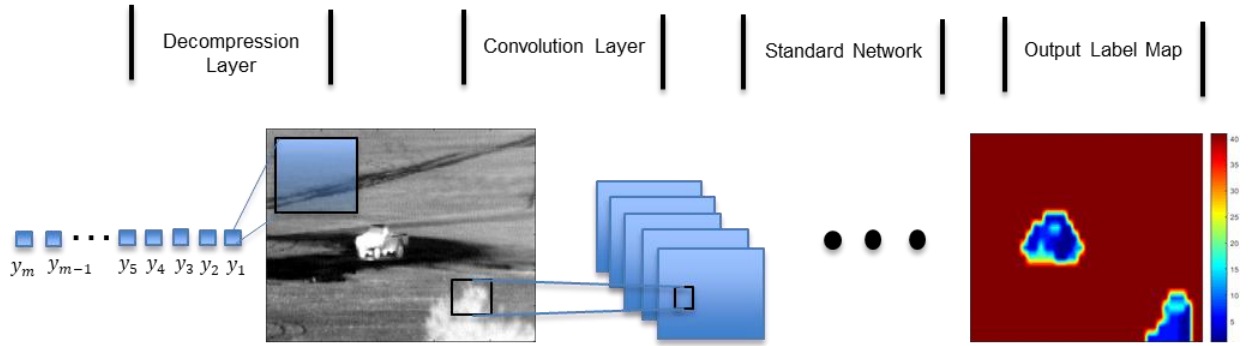 Decompression
Layer
Convolution Layer
Standard Network
Output Label Map
y_m y_{m-1} ... y_5 y_4 y_3 y_2 y_1
40
35
30
25
20
15
10
5